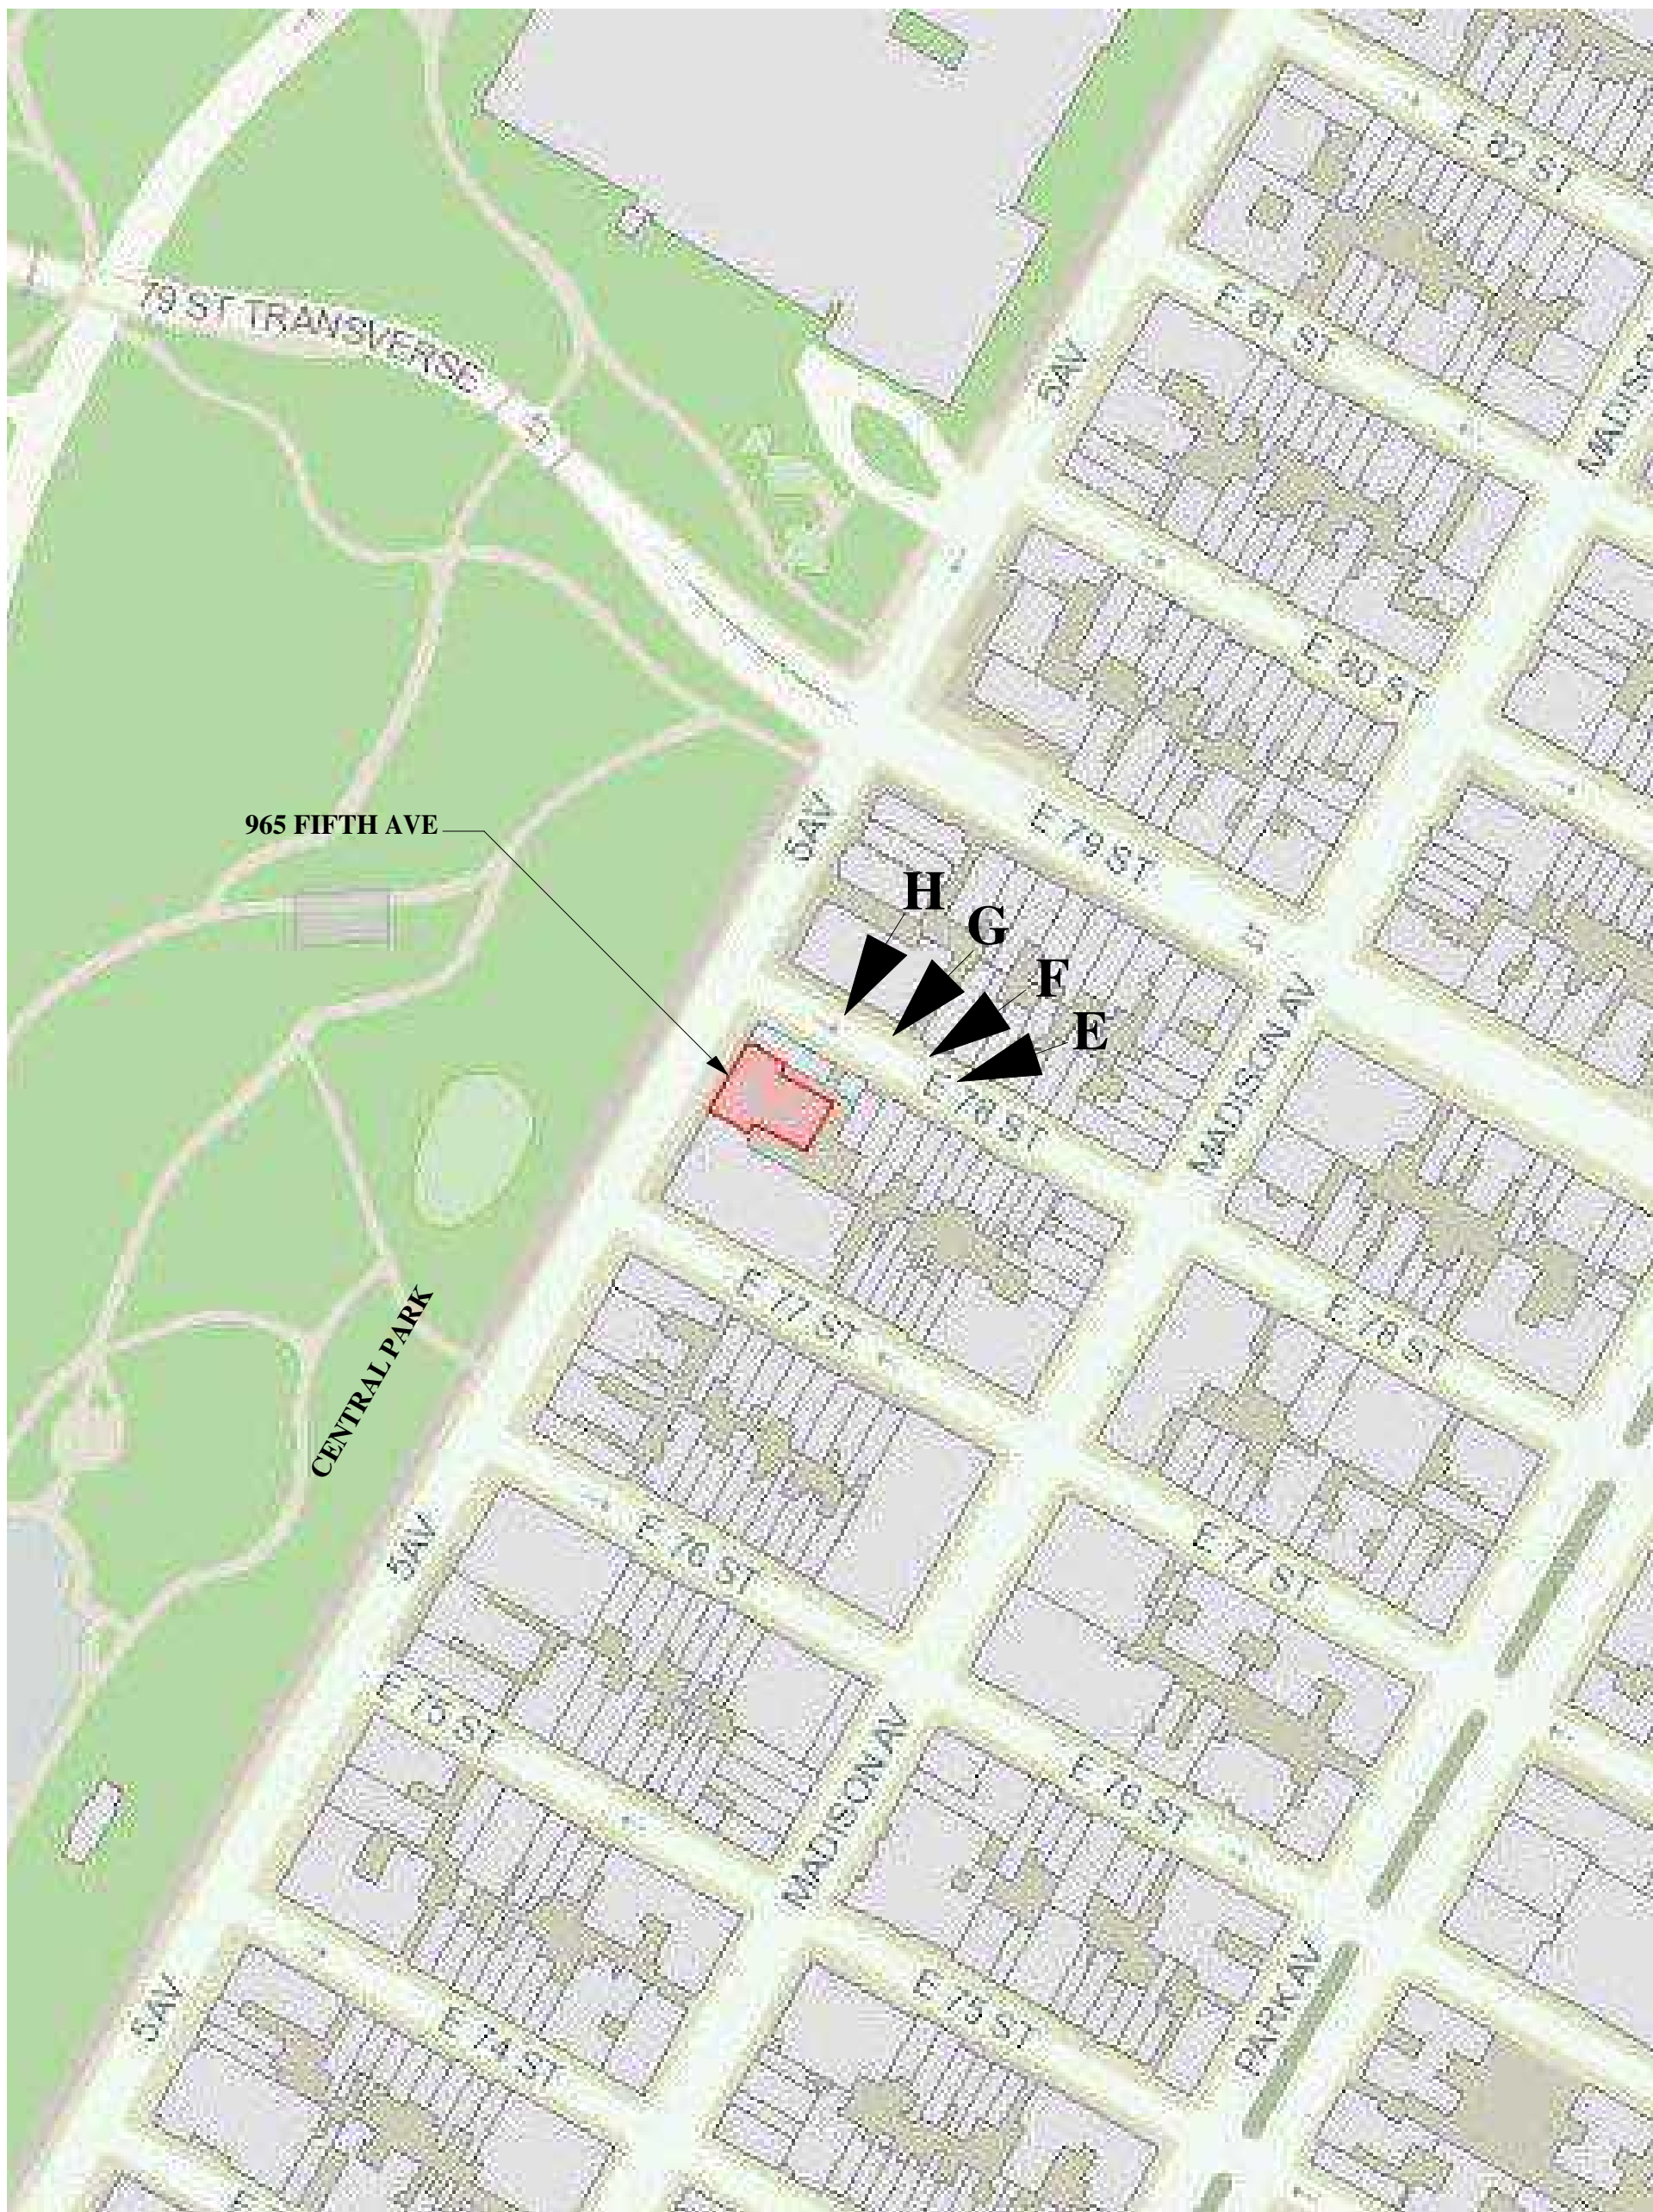 E 82 ST
79 ST TRANSVERSE
E 81 ST
5AV
MADISON
E 80 ST
965 FIFTH AVE
5AV
E 79 ST
H
G
F
E
MADISON AV
E 78 ST
CENTRAL PARK
E 77 ST
E 78 ST
5AV
E 76 ST
E 77 ST
E 75 ST
MADISON AV
E 76 ST
5AV
E 74 ST
E 75 ST
PARK AV